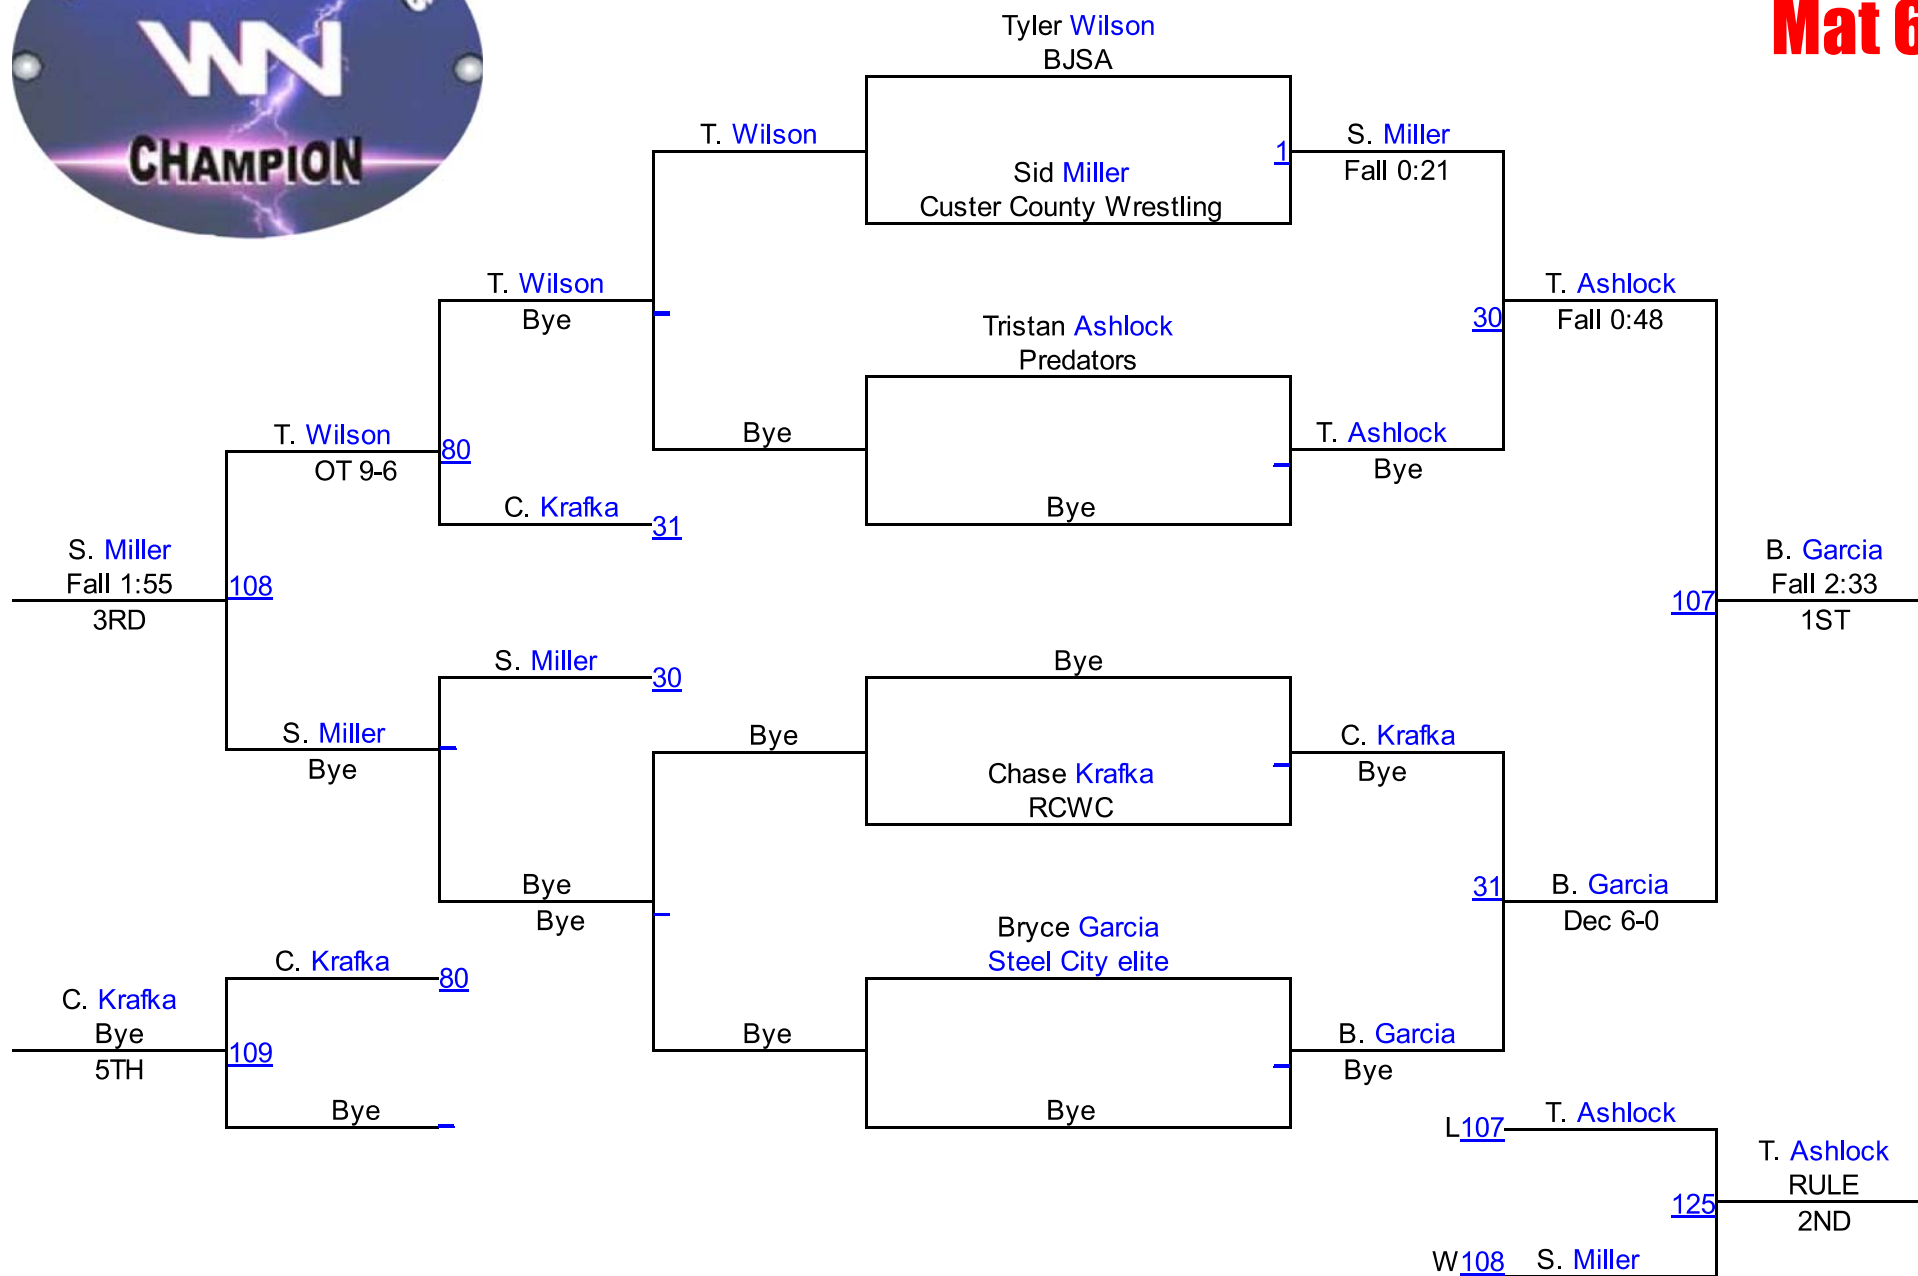 WN
CHAMPION
Mat 6
Tyler Wilson
BJSA
T. Wilson
1
S. Miller
Fall 0:21
Sid Miller
Custer County Wrestling
T. Wilson
Bye
T. Ashlock
Fall 0:48
30
Tristan Ashlock
Predators
T. Wilson
OT 9-6
80
Bye
T. Ashlock
Bye
C. Krafka
31
Bye
S. Miller
Fall 1:55
3RD
108
B. Garcia
Fall 2:33
1ST
107
S. Miller
30
Bye
S. Miller
Bye
Bye
C. Krafka
Bye
Chase Krafka
RCWC
Bye
Bye
31
B. Garcia
Dec 6-0
Bryce Garcia
Steel City elite
C. Krafka
80
C. Krafka
Bye
5TH
109
Bye
B. Garcia
Bye
Bye
Bye
L107
T. Ashlock
T. Ashlock
RULE
2ND
125
W108
S. Miller